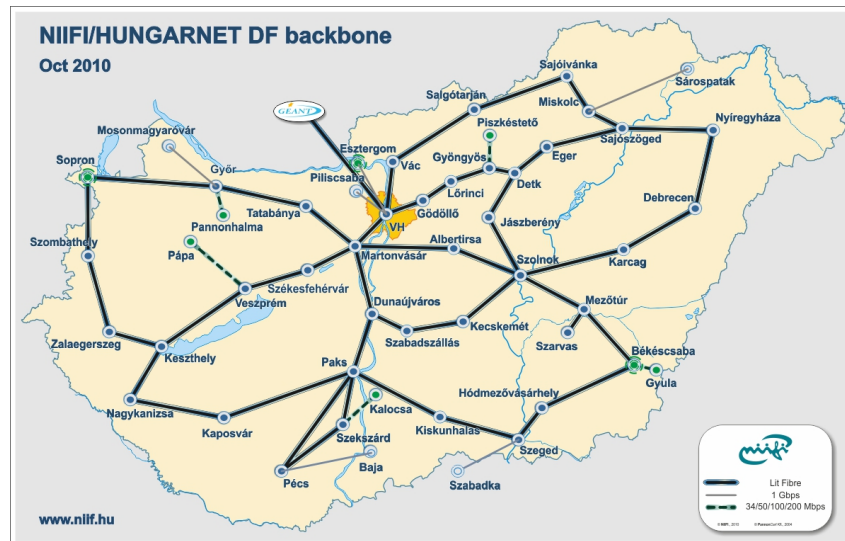 NIIFI/HUNGARNET DF backbone
Oct 2010
GÉANT
Sajóivánka
Sárospatak
Miskolc
Salgótarján
Piszkéstető
Nyíregyháza
Mosonmagyaróvár
Esztergom
Sajószöged
Sopron
Győr
Vác
Gyöngyös
Eger
Piliscsaba
Lőrinci
Detk
Gödöllő
Debrecen
Pannonhalma
Tatabánya
VH
Jászberény
Szombathely
Pápa
Martonvásár
Albertirsa
Szolnok
Karcag
Székesfehérvár
Veszprém
Dunaújváros
Mezőtúr
Zalaegerszeg
Keszthely
Szabadszállás
Kecskemét
Szarvas
Békéscsaba
Paks
Gyula
Nagykanizsa
Kalocsa
Hódmezővásárhely
Kaposvár
Szekszárd
Kiskunhalas
Szeged
Baja
Pécs
Szabadka
niifi
Lit Fibre
1 Gbps
34/50/100/200 Mbps
www.niif.hu